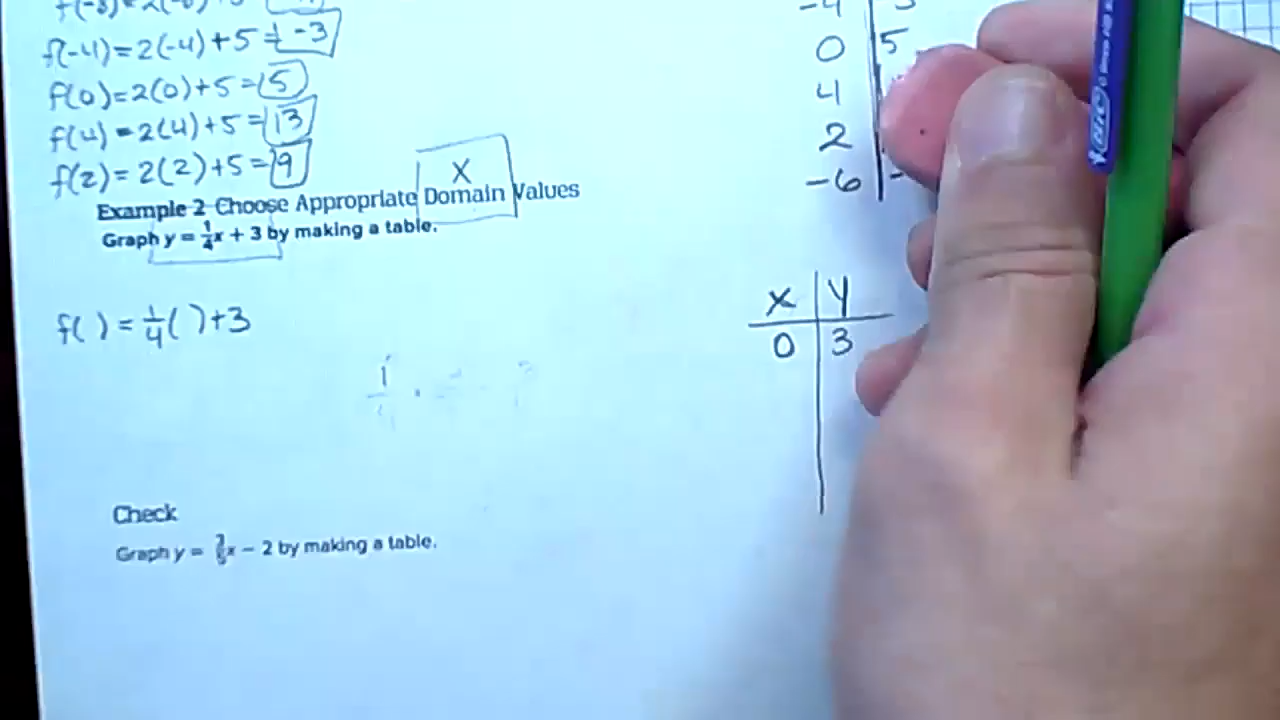 f(-4) = 2(-4) + 5 = -3
f(0) = 2(0) + 5 = 5
f(4) = 2(4) + 5 = 13
f(2) = 2(2) + 5 = 9
X
Example 2 Choose Appropriate Domain Values
Graph y = 1/4x + 3 by making a table.
f( ) = 1/4( ) + 3
Check
Graph y = x − 2 by making a table.
-4
0 5
4
2
-6 -
X Y
0 3
BIC